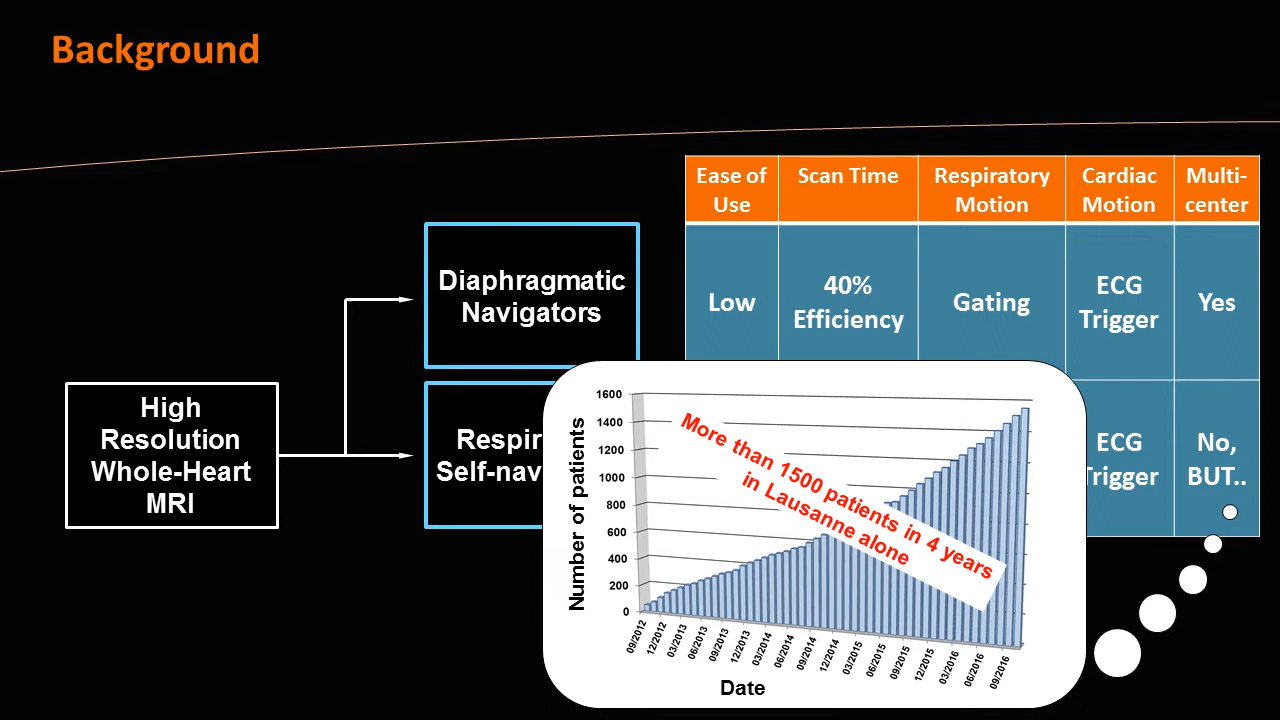 Background
Ease of
Use
Scan Time
Respiratory
Motion
Cardiac
Motion
Multi-
center
Diaphragmatic
Navigators
Low
40%
Efficiency
Gating
ECG
Trigger
Yes
High
Resolution
Whole-Heart
MRI
Respir
Self-nav
ECG
Trigger
No,
BUT..
Number of patients
1600
1400
1200
1000
800
600
400
200
0
More than 1500 patients in 4 years
in Lausanne alone
09/2012
12/2012
03/2013
06/2013
09/2013
12/2013
03/2014
06/2014
09/2014
12/2014
03/2015
06/2015
09/2015
12/2015
03/2016
06/2016
09/2016
Date